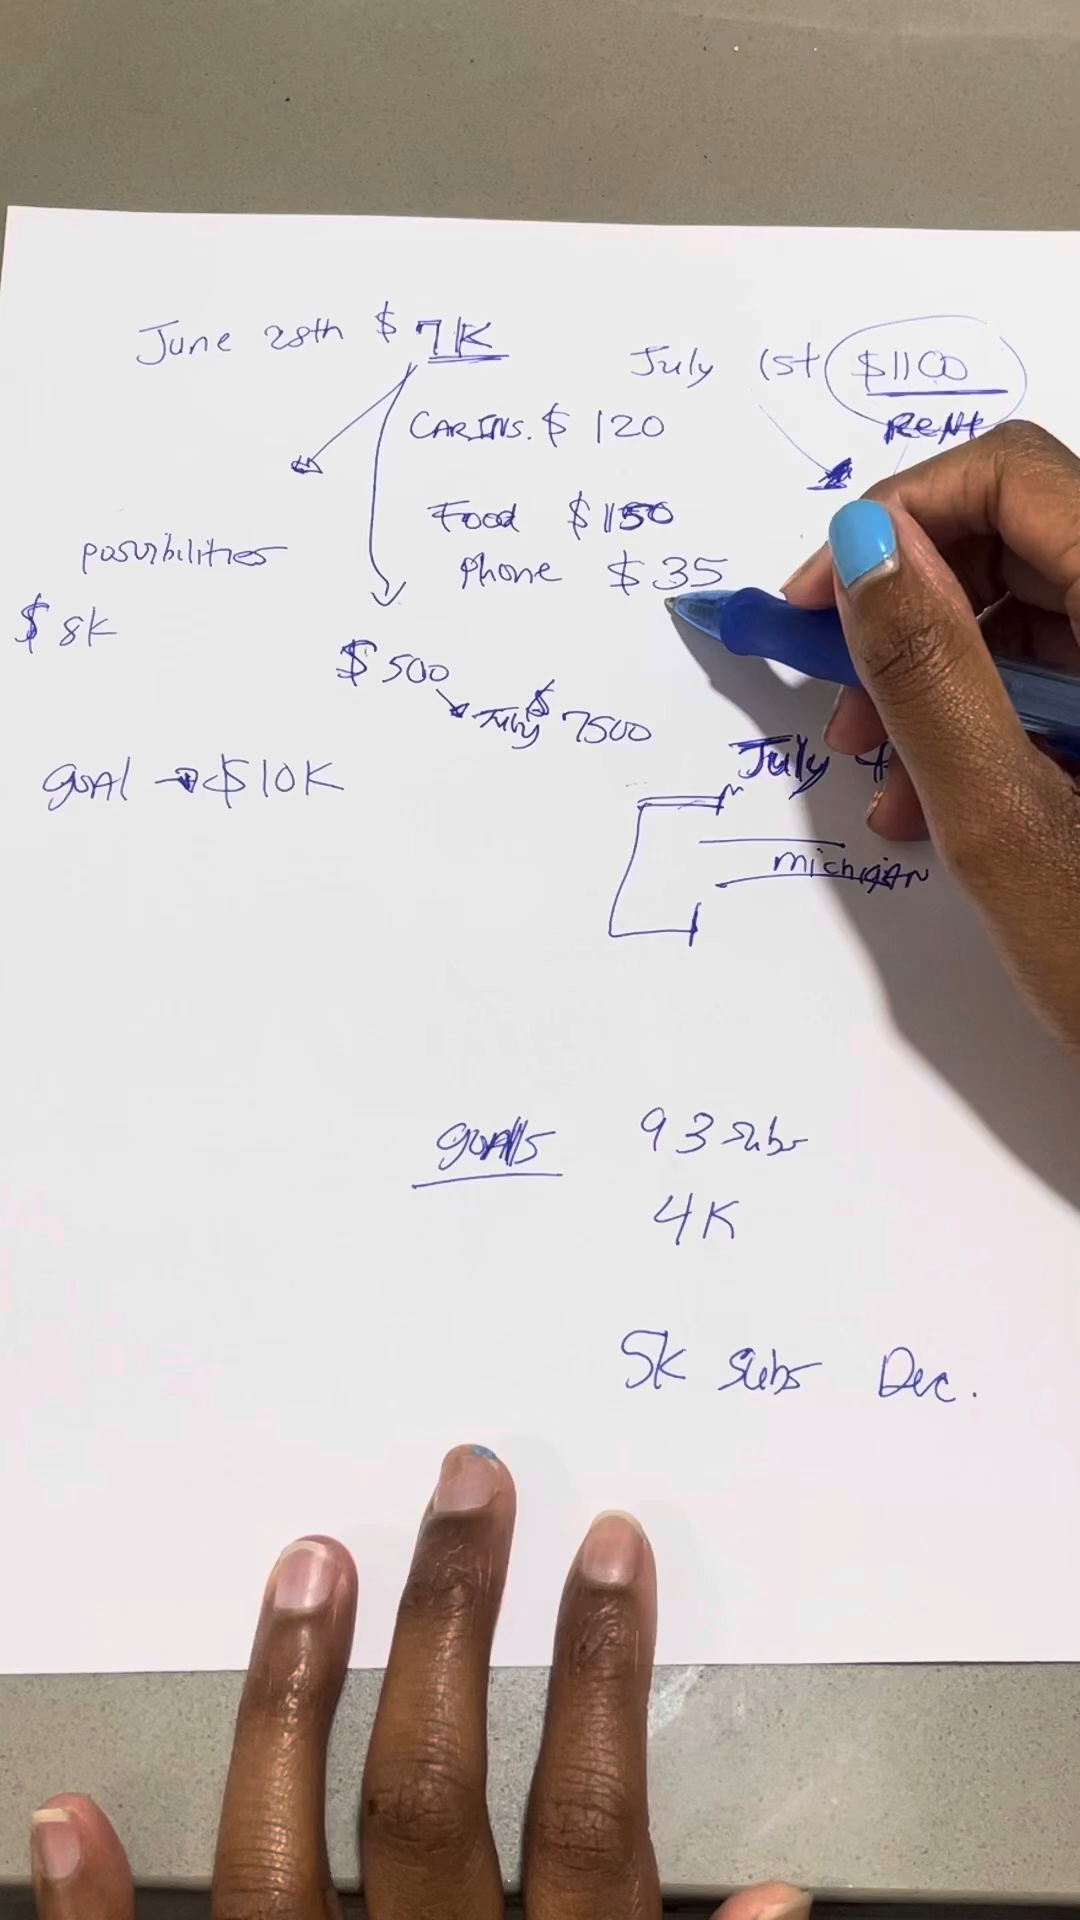 June 28th $ 7K
July 1st $1100
RENT
CAR INS. $ 120
Food $150
Phone $35
possibilities
$ 8K
$ 500
July $ 7500
goal → $10K
July
michigan
goals
93 subs
4K
5K subs Dec.